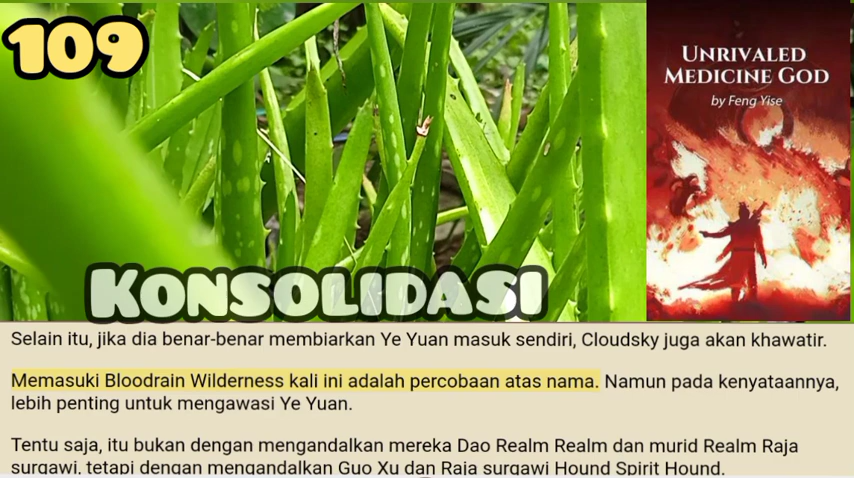 109
UNRIVALED
MEDICINE GOD
by Feng Yise
KONSOLIDASI
Selain itu, jika dia benar-benar membiarkan Ye Yuan masuk sendiri, Cloudsky juga akan khawatir.
Memasuki Bloodrain Wilderness kali ini adalah percobaan atas nama. Namun pada kenyataannya,
lebih penting untuk mengawasi Ye Yuan.
Tentu saja, itu bukan dengan mengandalkan mereka Dao Realm Realm dan murid Realm Raja
surgawi, tetapi dengan mengandalkan Guo Xu dan Raja surgawi Hound Spirit Hound.